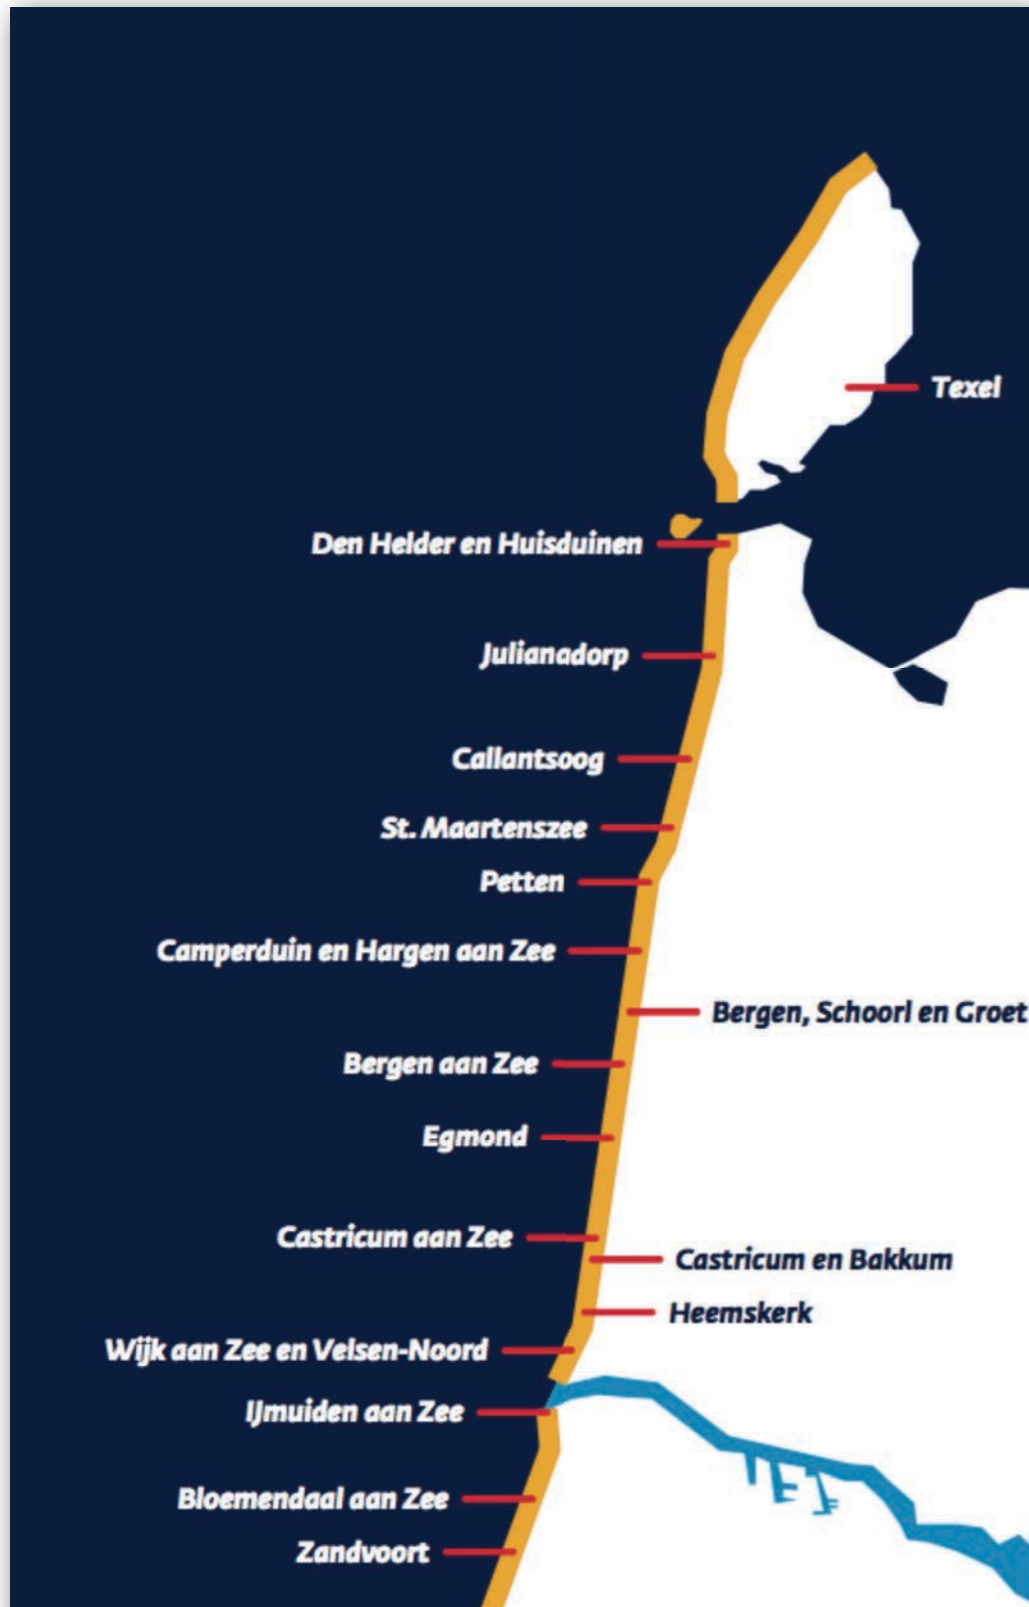 Texel
Den Helder en Huisduinen
Julianadorp
Callantsoog
St. Maartenszee
Petten
Camperduin en Hargen aan Zee
Bergen, Schoorl en Groet
Bergen aan Zee
Egmond
Castricum aan Zee
Castricum en Bakkum
Heemskerk
Wijk aan Zee en Velsen-Noord
IJmuiden aan Zee
Bloemendaal aan Zee
Zandvoort